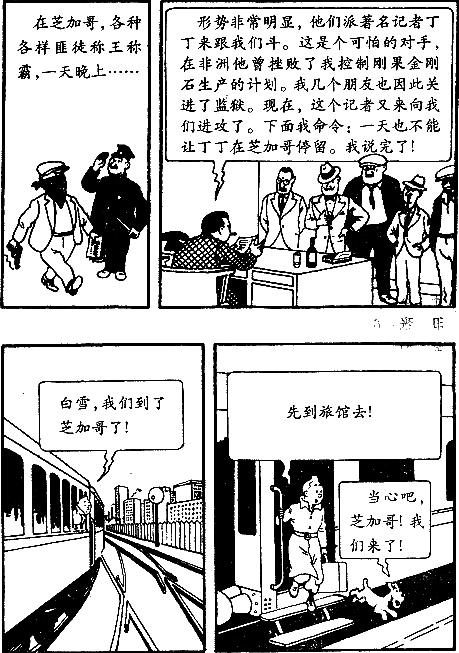 在芝加哥，各种
各样匪徒称王称
霸，一天晚上……
形势非常明显，他们派著名记者丁
丁来跟我们斗。这是个可怕的对手，
在非洲他曾挫败了我控制刚果金刚
石生产的计划。我几个朋友也因此关
进了监狱。现在，这个记者又来向我
们进攻了。下面我命令：一天也不能
让丁丁在芝加哥停留。我说完了！
白雪，我们到了
芝加哥了！
先到旅馆去！
当心吧，
芝加哥！我
们来了！